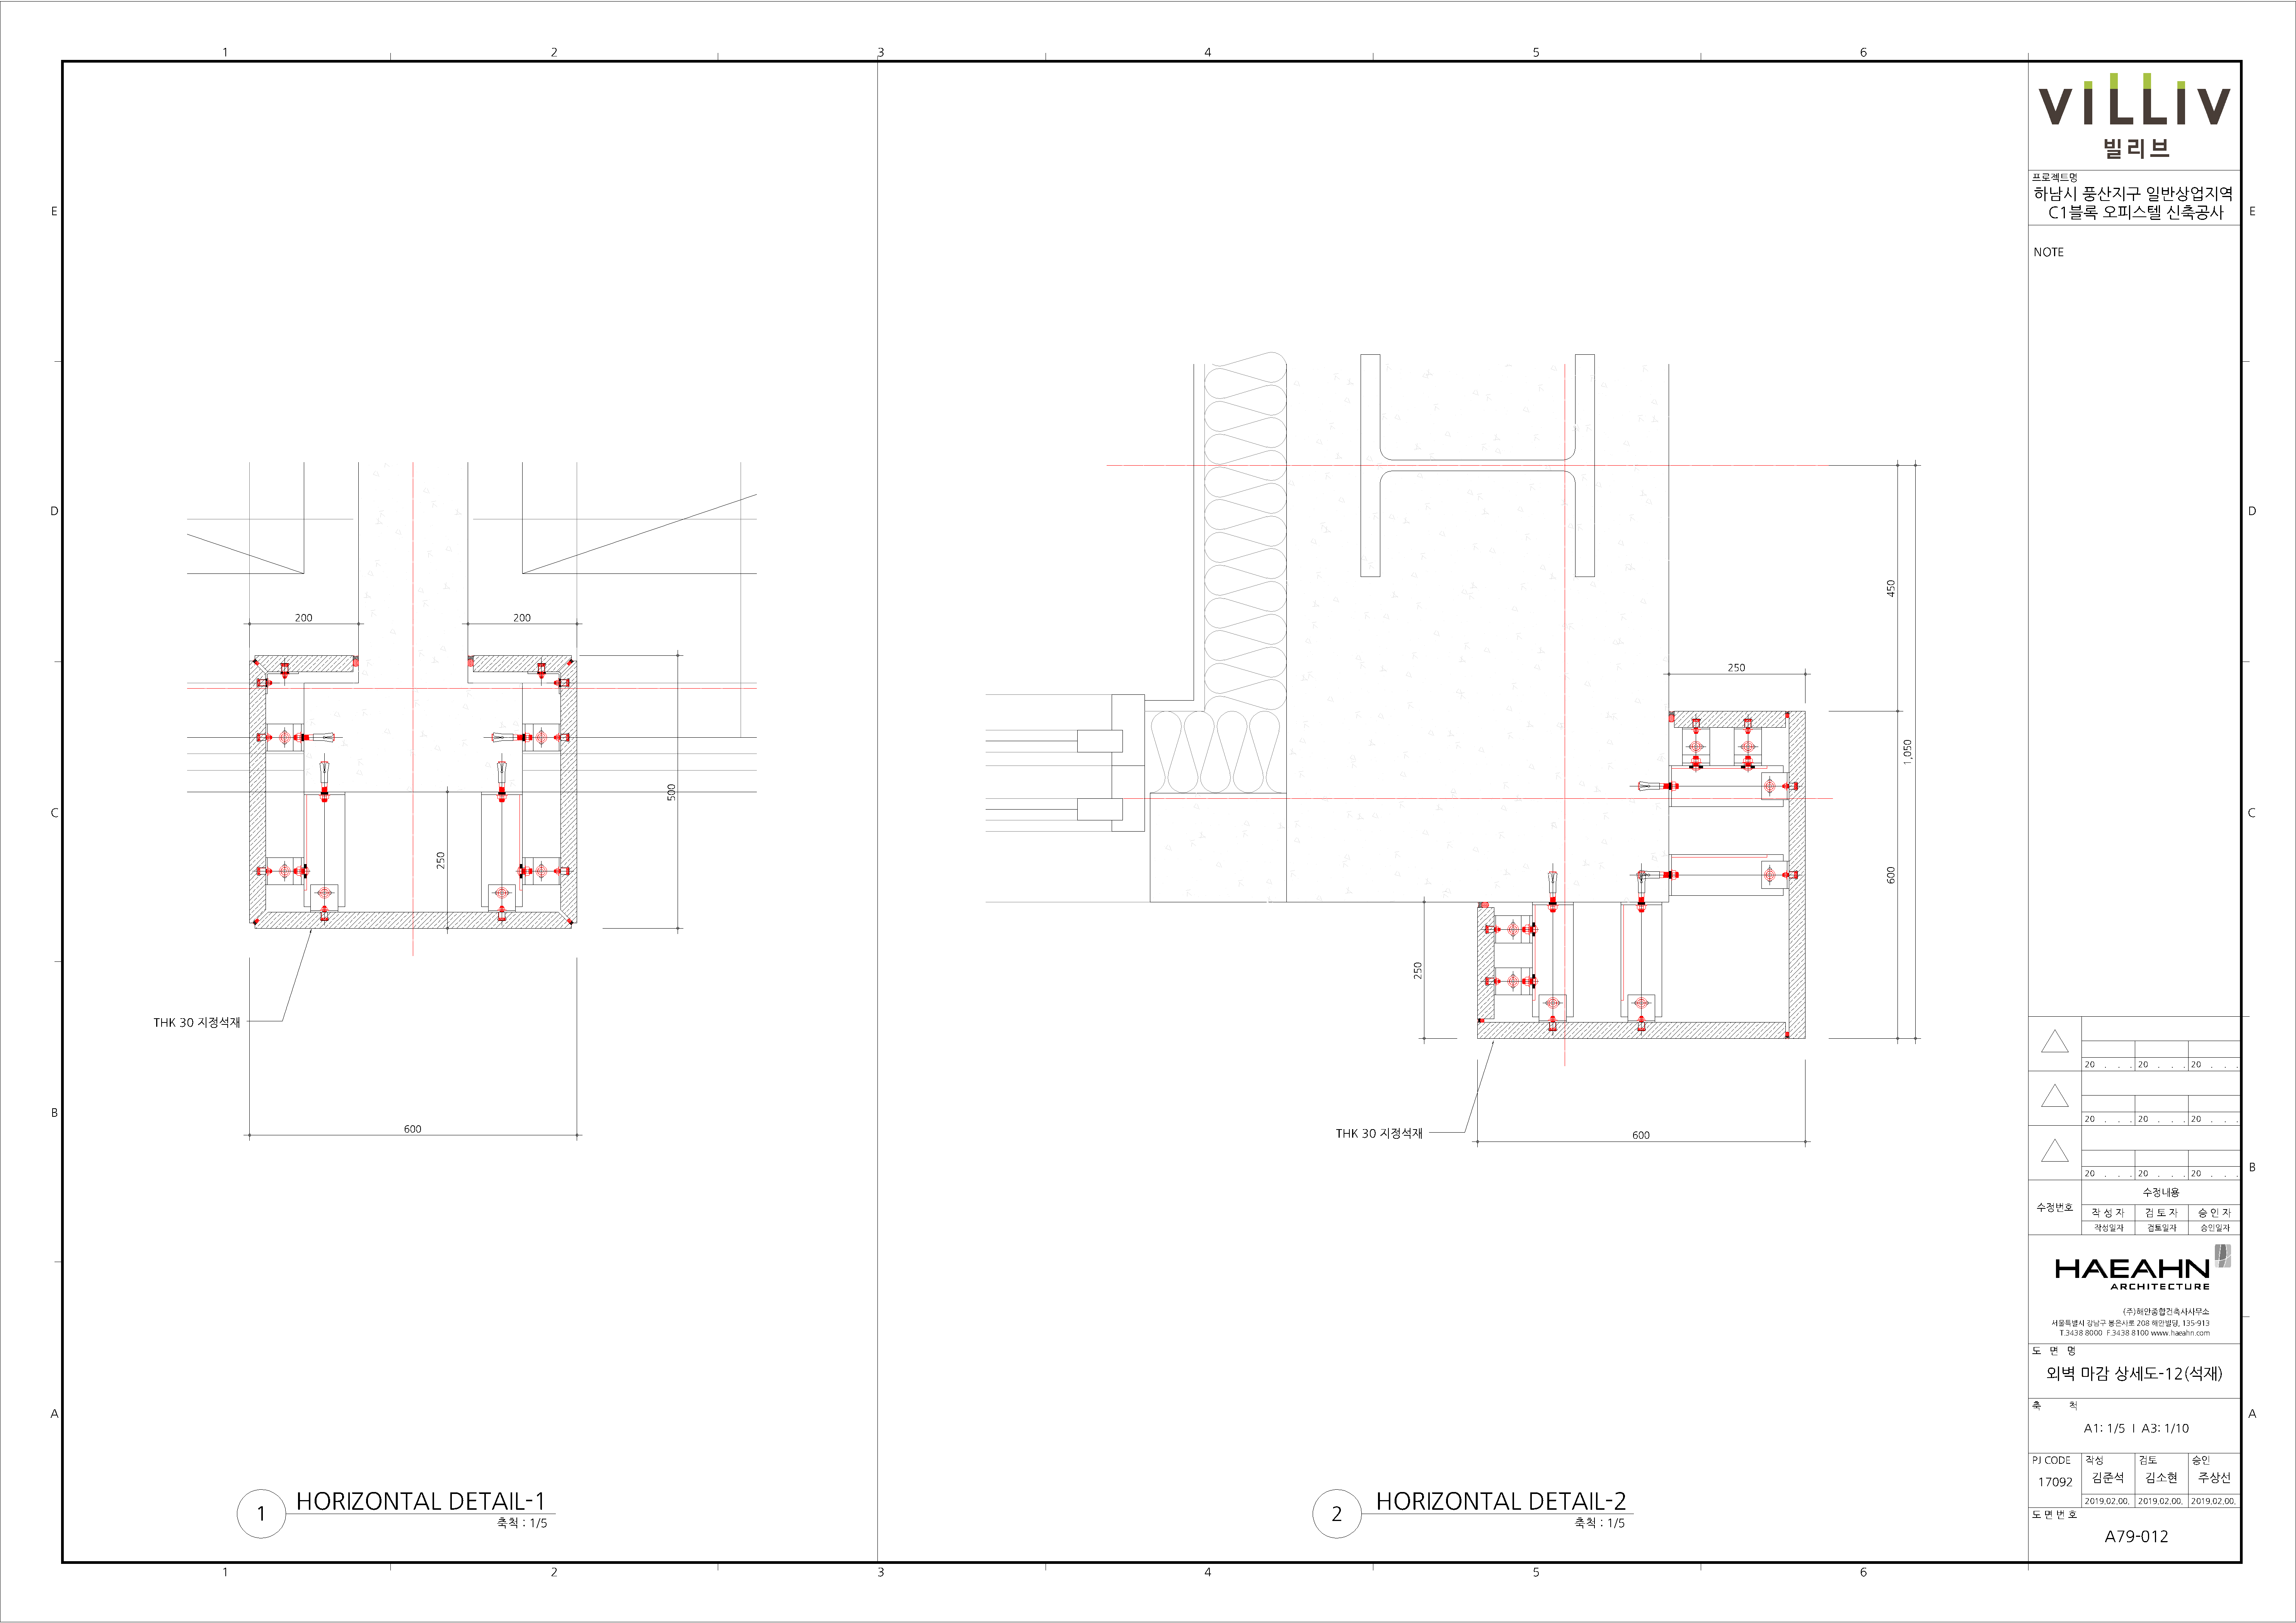 1 2 3 4 5 6
E
D
C
B
A
200
200
500
250
THK 30 지정석재
600
1
HORIZONTAL DETAIL-1
축척 : 1/5
450
250
1,050
600
250
THK 30 지정석재
600
2
HORIZONTAL DETAIL-2
축척 : 1/5
1 2 3 4 5 6
VILLIV
빌리브
프로젝트명
하남시 풍산지구 일반상업지역
C1블록 오피스텔 신축공사
NOTE
20 . . . 20 . . . 20 . . .
20 . . . 20 . . . 20 . . .
20 . . . 20 . . . 20 . . .
수정번호
수정내용
작 성 자 검 토 자 승 인 자
작성일자 검토일자 승인일자
HAEAHN
ARCHITECTURE
(주)해안종합건축사사무소
서울특별시 강남구 봉은사로 208 해안빌딩, 135-913
T.3438 8000 F.3438 8100 www.haeahn.com
도 면 명
외벽 마감 상세도-12(석재)
축 척
A1: 1/5 I A3: 1/10
PJ CODE 작성 검토 승인
17092 김준석 김소현 주상선
2019.02.00. 2019.02.00. 2019.02.00.
도 면 번 호
A79-012
E
D
C
B
A